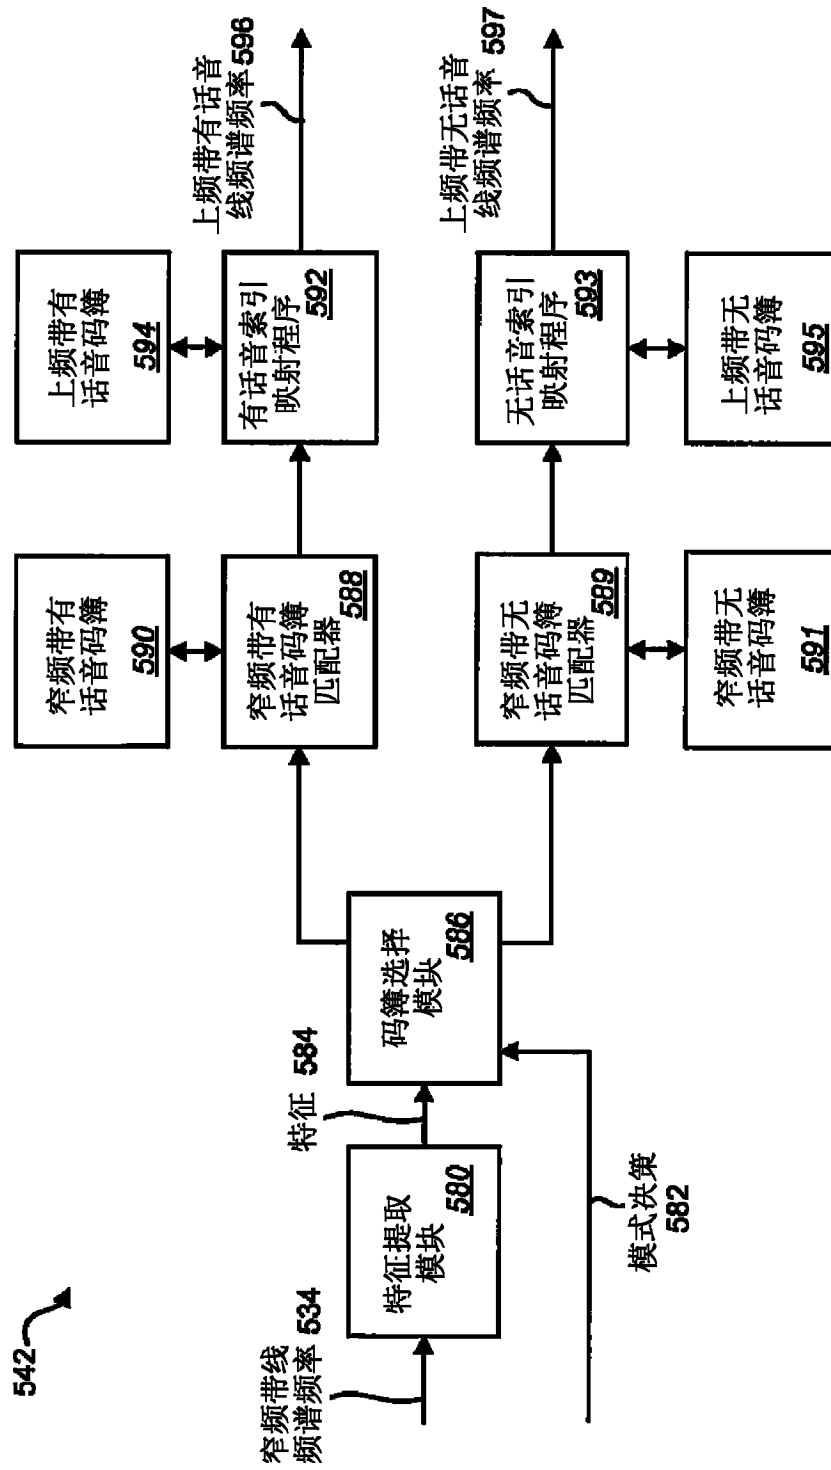 542
窄频带线
频谱频率 534
特征提取
模块
580
特征 584
模式决策
582
码簿选择
模块
586
窄频带有
话音码簿
590
窄频带有
话音码簿
匹配器
588
窄频带无
话音码簿
匹配器
589
窄频带无
话音码簿
591
上频带有
话音码簿
594
有话音索引
映射程序
592
无话音索引
映射程序
593
上频带无
话音码簿
595
上频带有话音
线频谱频率 596
上频带无话音
线频谱频率 597